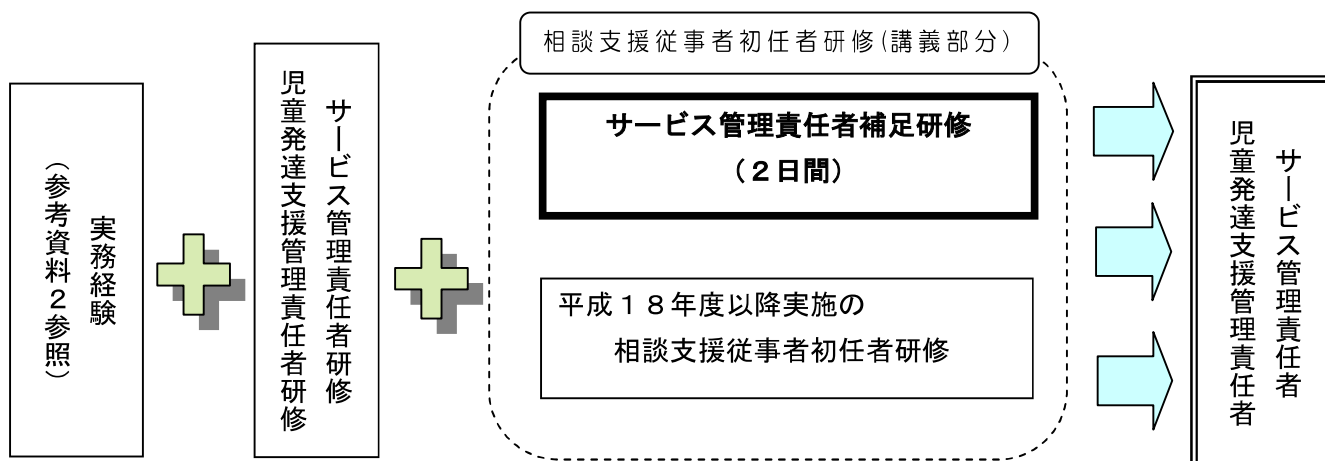 実務経験
（参考資料２参照）
サービス管理責任者研修
児童発達支援管理責任者研修
相談支援従事者初任者研修(講義部分)
サービス管理責任者補足研修
（２日間）
平成１８年度以降実施の
相談支援従事者初任者研修
サービス管理責任者
児童発達支援管理責任者